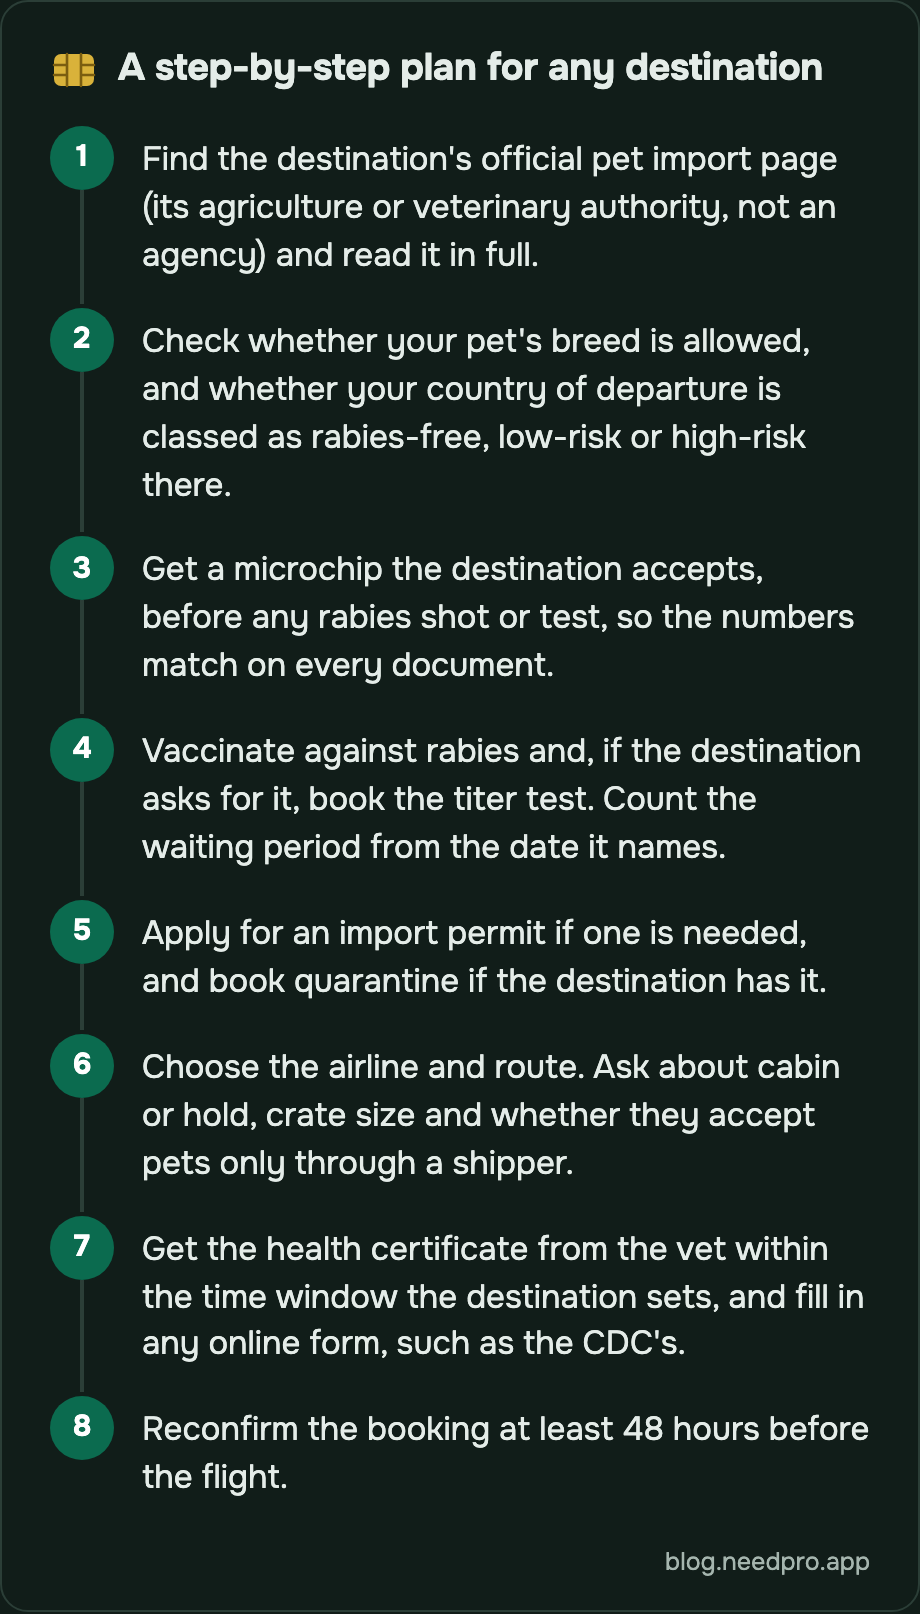 A step-by-step plan for any destination
1
Find the destination's official pet import page
(its agriculture or veterinary authority, not an
agency) and read it in full.
2
Check whether your pet's breed is allowed,
and whether your country of departure is
classed as rabies-free, low-risk or high-risk
there.
3
Get a microchip the destination accepts,
before any rabies shot or test, so the numbers
match on every document.
4
Vaccinate against rabies and, if the destination
asks for it, book the titer test. Count the
waiting period from the date it names.
5
Apply for an import permit if one is needed,
and book quarantine if the destination has it.
6
Choose the airline and route. Ask about cabin
or hold, crate size and whether they accept
pets only through a shipper.
7
Get the health certificate from the vet within
the time window the destination sets, and fill in
any online form, such as the CDC's.
8
Reconfirm the booking at least 48 hours before
the flight.
blog.needpro.app